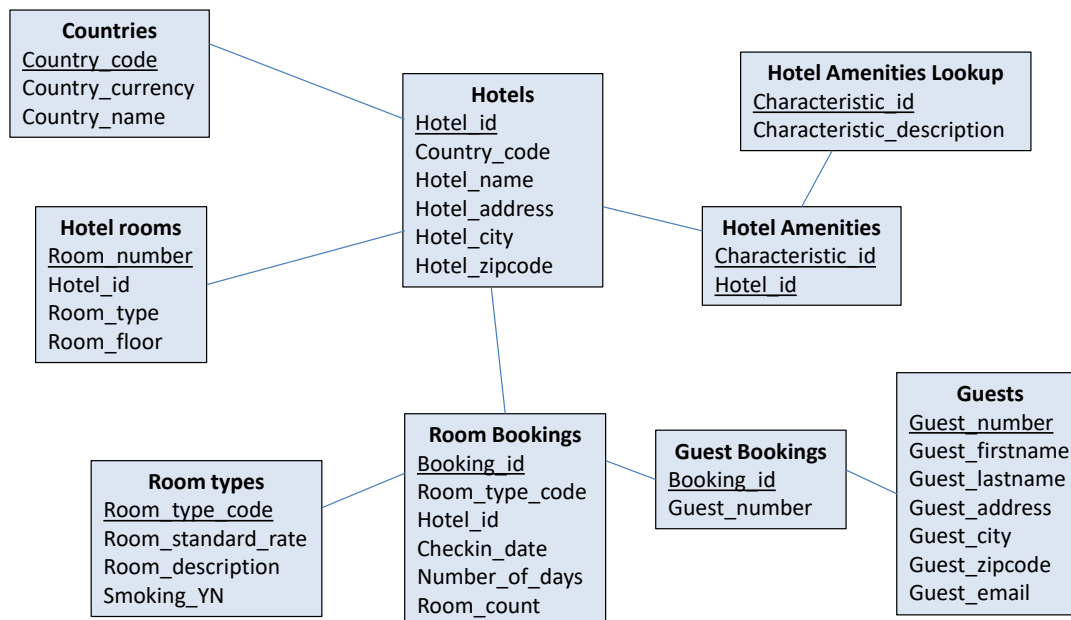 Countries
Country_code
Country_currency
Country_name
Hotels
Hotel_id
Country_code
Hotel_name
Hotel_address
Hotel_city
Hotel_zipcode
Hotel Amenities Lookup
Characteristic_id
Characteristic_description
Hotel rooms
Room_number
Hotel_id
Room_type
Room_floor
Hotel Amenities
Characteristic_id
Hotel_id
Room types
Room_type_code
Room_standard_rate
Room_description
Smoking_YN
Room Bookings
Booking_id
Room_type_code
Hotel_id
Checkin_date
Number_of_days
Room_count
Guest Bookings
Booking_id
Guest_number
Guests
Guest_number
Guest_firstname
Guest_lastname
Guest_address
Guest_city
Guest_zipcode
Guest_email